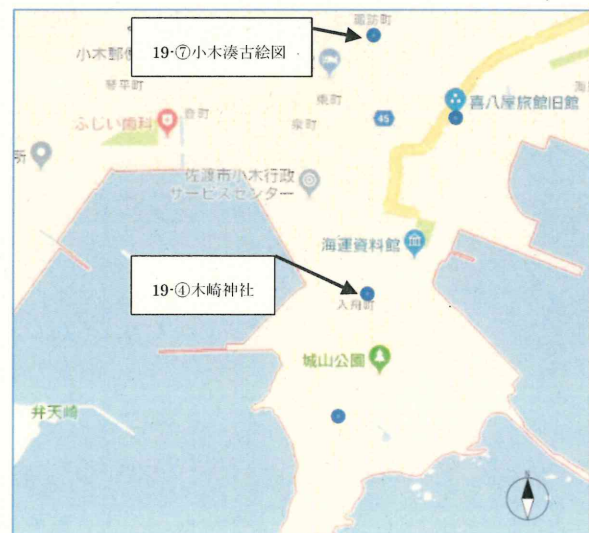 諏訪町
19-⑦小木湊古絵図
小木郵便
琴平町
喜八屋旅館旧館
幸町
ふじい歯科
45
泉町
所
佐渡市小木行政
サービスセンター
海運資料館
19-④木崎神社
入舟町
城山公園
弁天崎